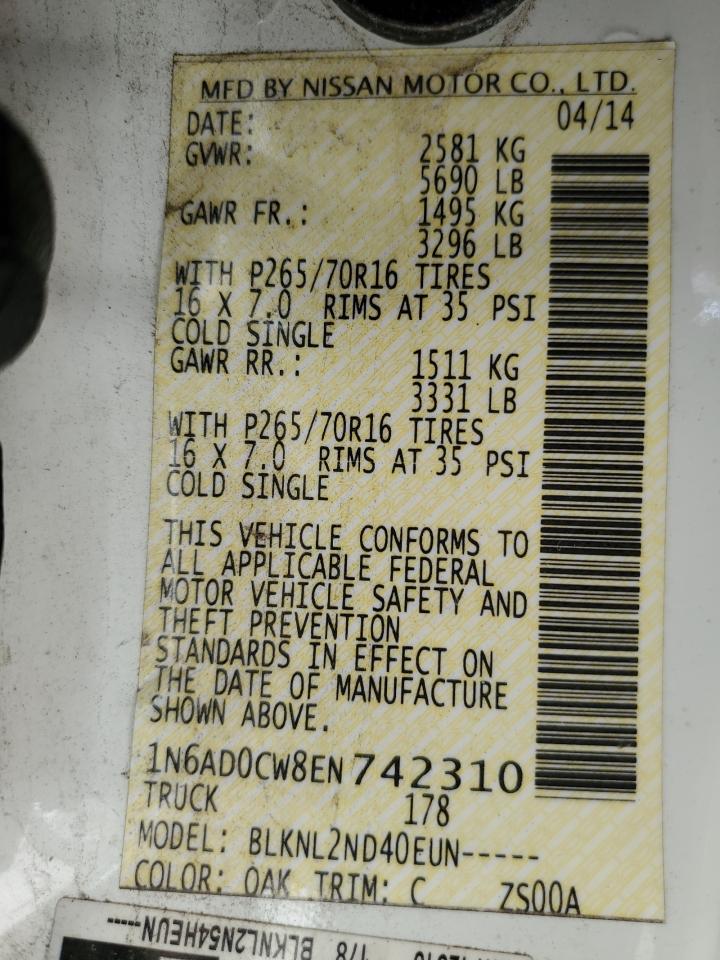 MFD BY NISSAN MOTOR CO., LTD.
DATE: 04/14
GVWR: 2581 KG
5690 LB
GAWR FR.: 1495 KG
3296 LB
WITH P265/70R16 TIRES
16 X 7.0 RIMS AT 35 PSI
COLD SINGLE
GAWR RR.: 1511 KG
3331 LB
WITH P265/70R16 TIRES
16 X 7.0 RIMS AT 35 PSI
COLD SINGLE
THIS VEHICLE CONFORMS TO
ALL APPLICABLE FEDERAL
MOTOR VEHICLE SAFETY AND
THEFT PREVENTION
STANDARDS IN EFFECT ON
THE DATE OF MANUFACTURE
SHOWN ABOVE.
1N6AD0CW8EN742310
TRUCK 178
MODEL: BLKNL2ND40EUN-----
COLOR: QAK TRIM: C ZS00A
BLKNL2N54HEUN-----